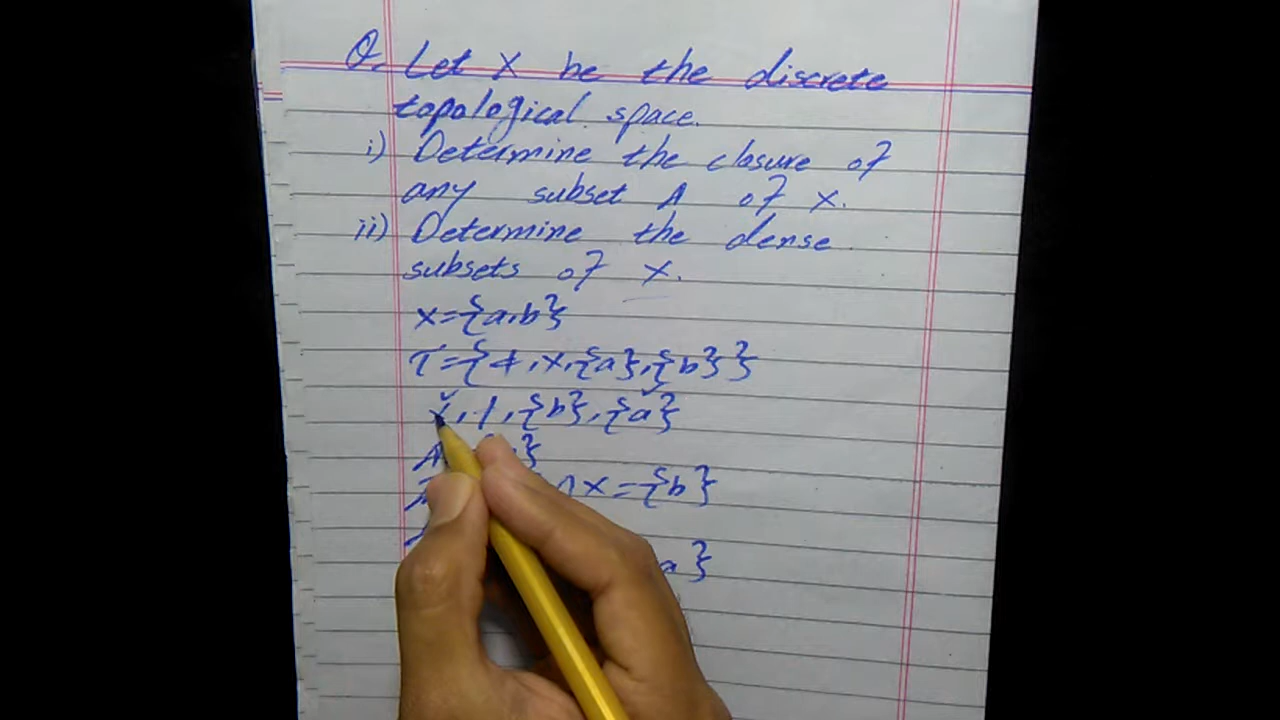 Q. Let X be the discrete
topological space.
i) Determine the closure of
any subset A of X.
ii) Determine the dense
subsets of X.
X={a,b}
τ={ϕ,X,{a},{b}}
X,ϕ,{b},{a}
A
∩X={b}
a}